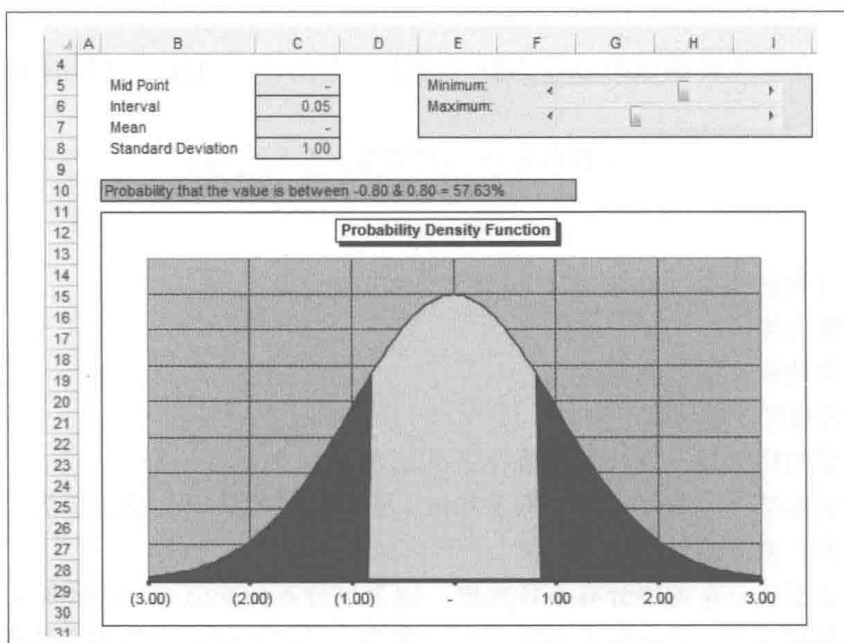 A B C D E F G H I
4
5 Mid Point - Minimum:
6 Interval 0.05 Maximum:
7 Mean -
8 Standard Deviation 1.00
9
10 Probability that the value is between -0.80 & 0.80 = 57.63%
11
12 Probability Density Function
13
14
15
16
17
18
19
20
21
22
23
24
25
26
27
28
29 (3.00) (2.00) (1.00) - 1.00 2.00 3.00
30
31